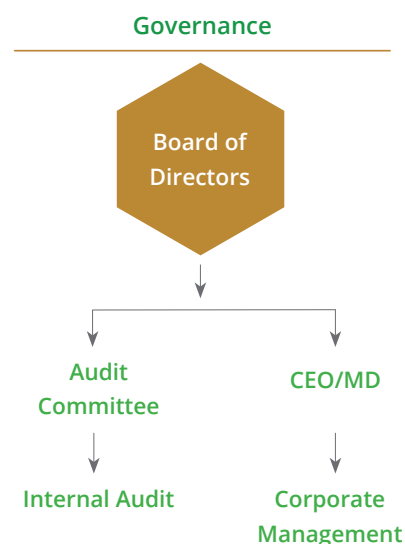 Governance
Board of
Directors
Audit
Committee
CEO/MD
Internal Audit
Corporate
Management